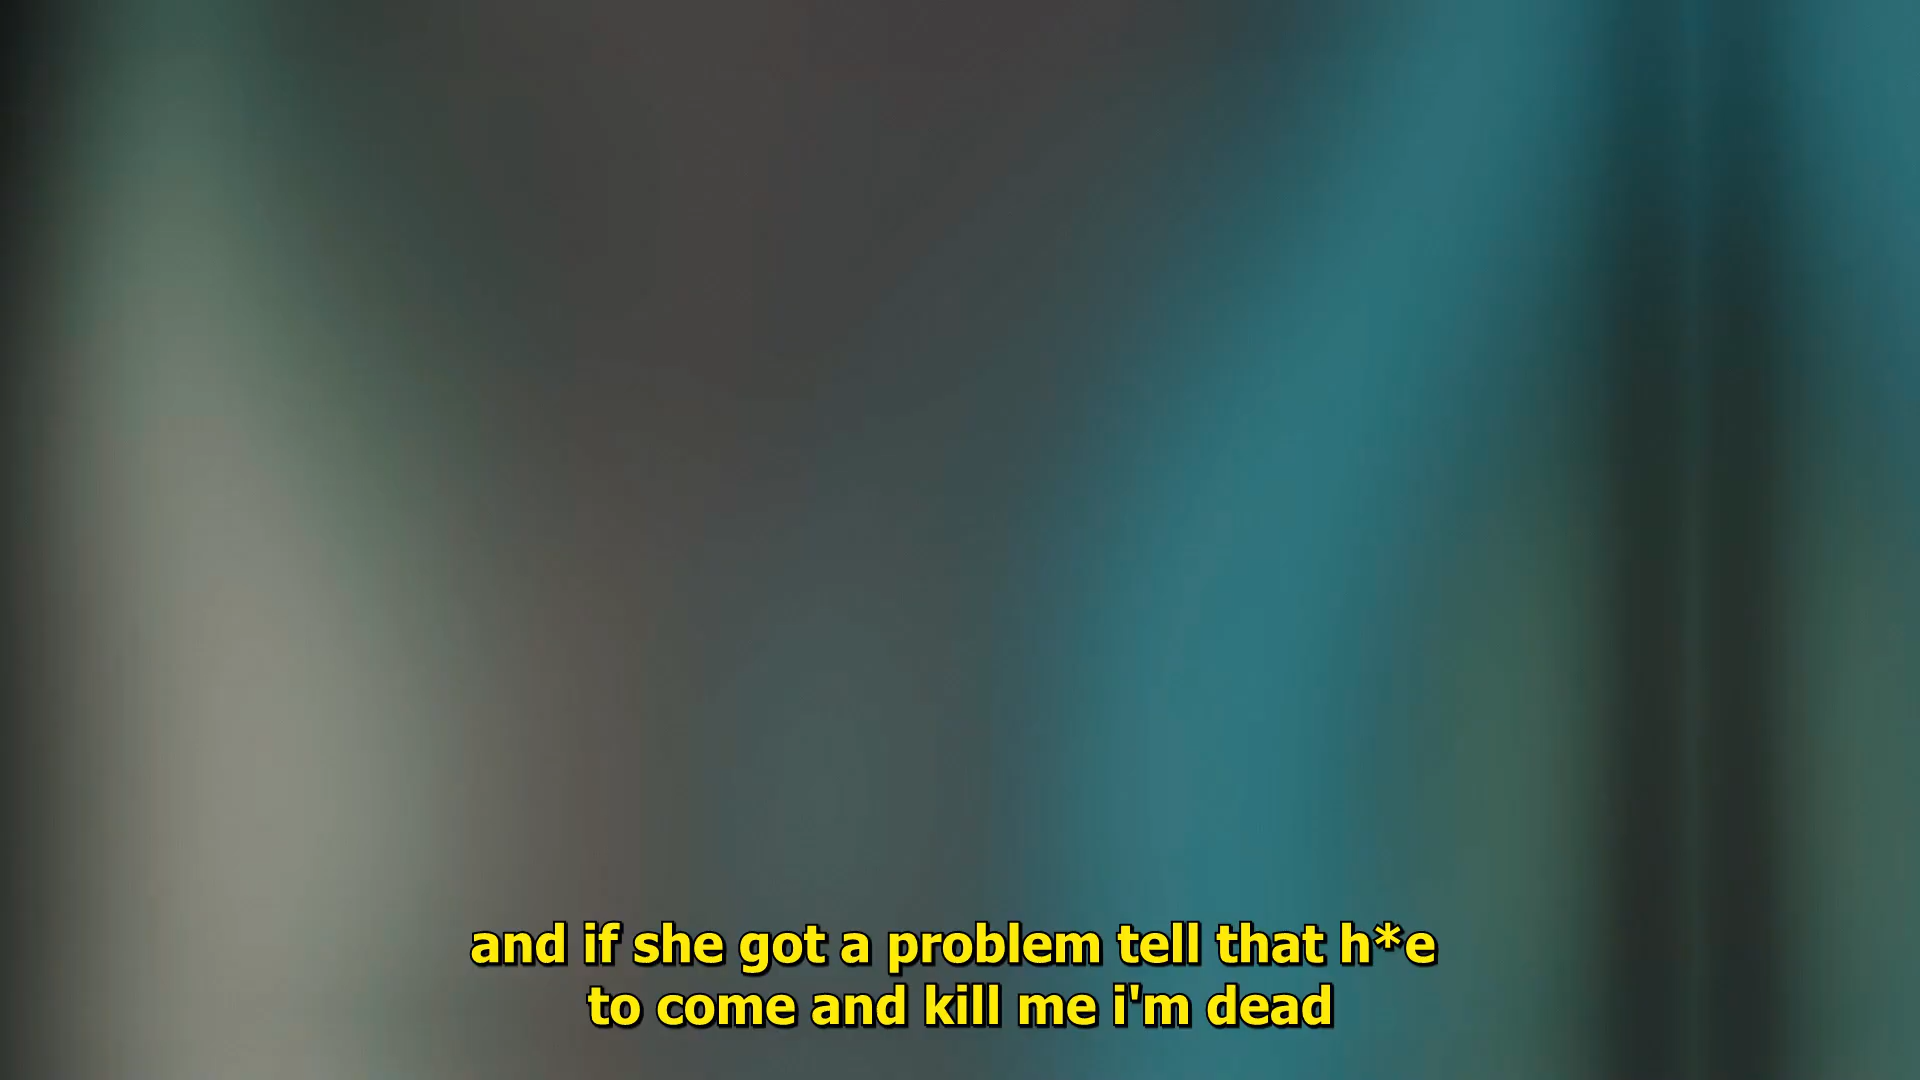 and if she got a problem tell that h*e
to come and kill me i'm dead